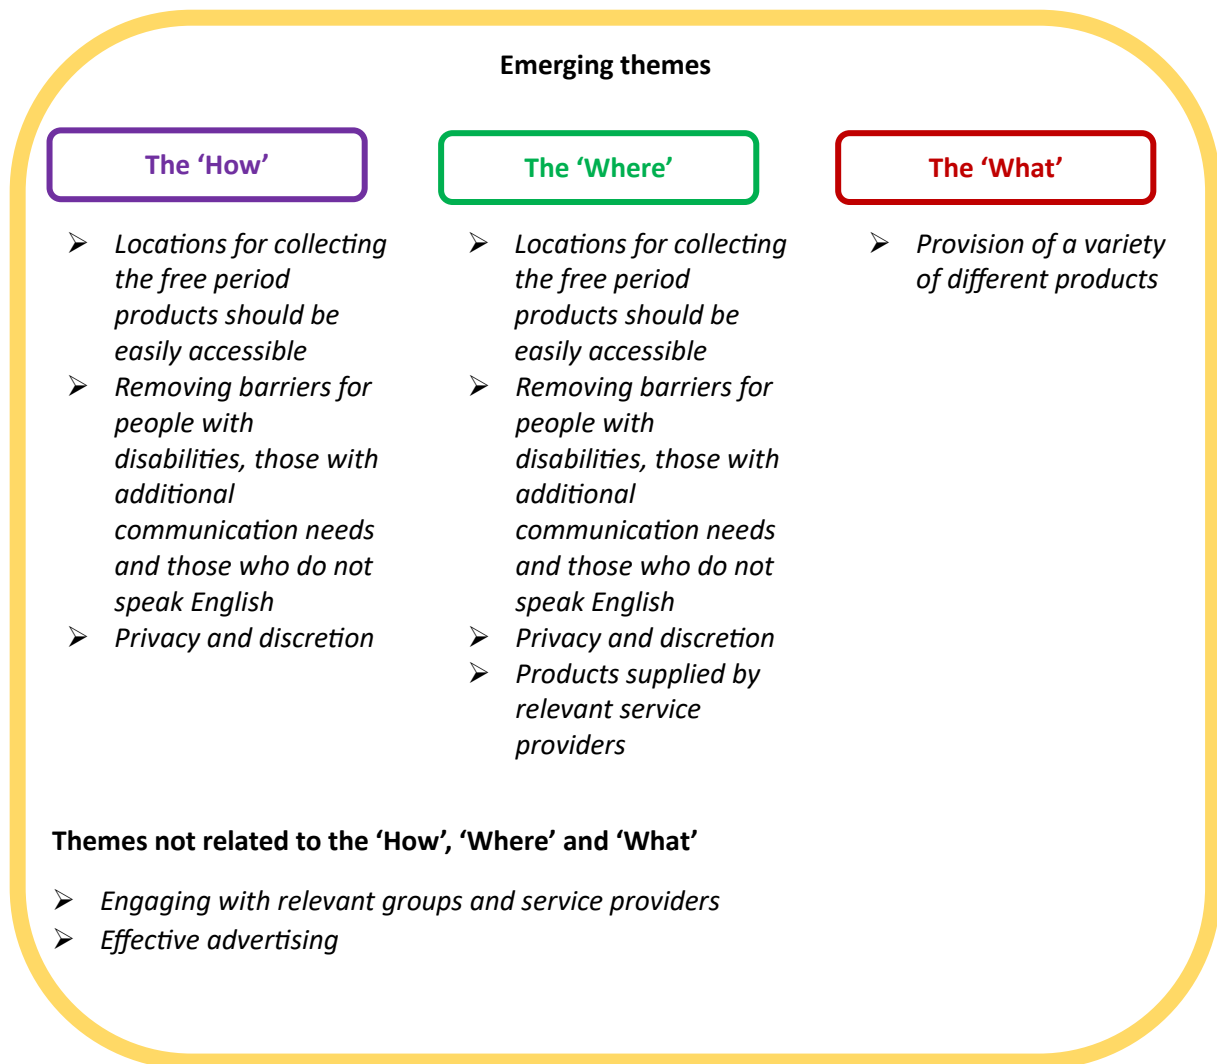 Emerging themes
The ‘How’
➢ Locations for collecting
the free period
products should be
easily accessible
➢ Removing barriers for
people with
disabilities, those with
additional
communication needs
and those who do not
speak English
➢ Privacy and discretion
The ‘Where’
➢ Locations for collecting
the free period
products should be
easily accessible
➢ Removing barriers for
people with
disabilities, those with
additional
communication needs
and those who do not
speak English
➢ Privacy and discretion
➢ Products supplied by
relevant service
providers
The ‘What’
➢ Provision of a variety
of different products
Themes not related to the ‘How’, ‘Where’ and ‘What’
➢ Engaging with relevant groups and service providers
➢ Effective advertising